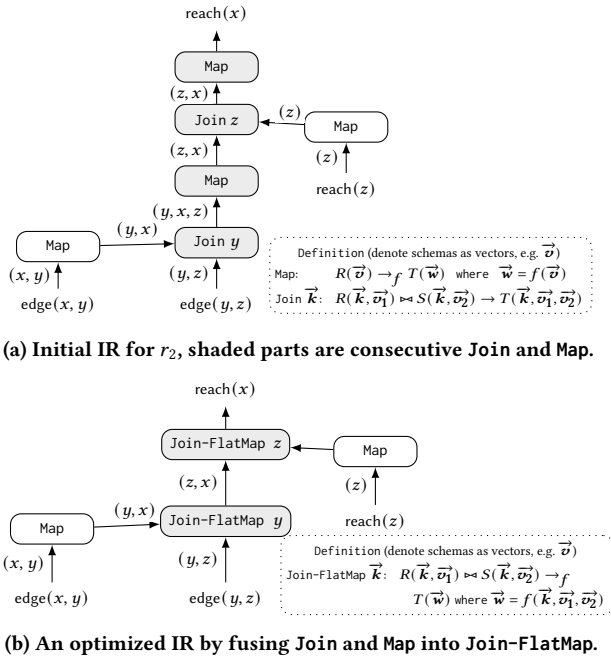 reach(x)
Map
(z, x)
Join z
(z)
Map
(z, x)
(z)
Map
reach(z)
(y, x)
(y, x, z)
Map
Join y
(x, y)
(y, z)
edge(x, y)
edge(y, z)
Definition (denote schemas as vectors, e.g. v⃗)
Map: R(v⃗) →f T(w⃗) where w⃗ = f(v⃗)
Join k⃗: R(k⃗, v⃗1) ⋈ S(k⃗, v⃗2) → T(k⃗, v⃗1, v⃗2)
(a) Initial IR for r2, shaded parts are consecutive Join and Map.
reach(x)
Join-FlatMap z
Map
(z, x)
(z)
(y, x)
Join-FlatMap y
reach(z)
Map
(x, y)
(y, z)
edge(x, y)
edge(y, z)
Definition (denote schemas as vectors, e.g. v⃗)
Join-FlatMap k⃗: R(k⃗, v⃗1) ⋈ S(k⃗, v⃗2) →f
T(w⃗) where w⃗ = f(k⃗, v⃗1, v⃗2)
(b) An optimized IR by fusing Join and Map into Join-FlatMap.